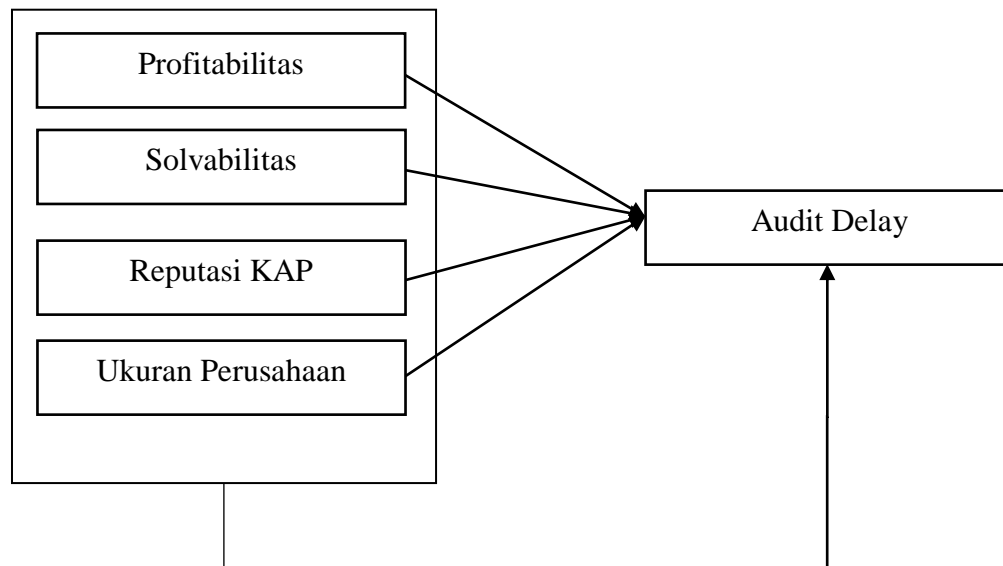 Profitabilitas
Solvabilitas
Reputasi KAP
Ukuran Perusahaan
Audit Delay